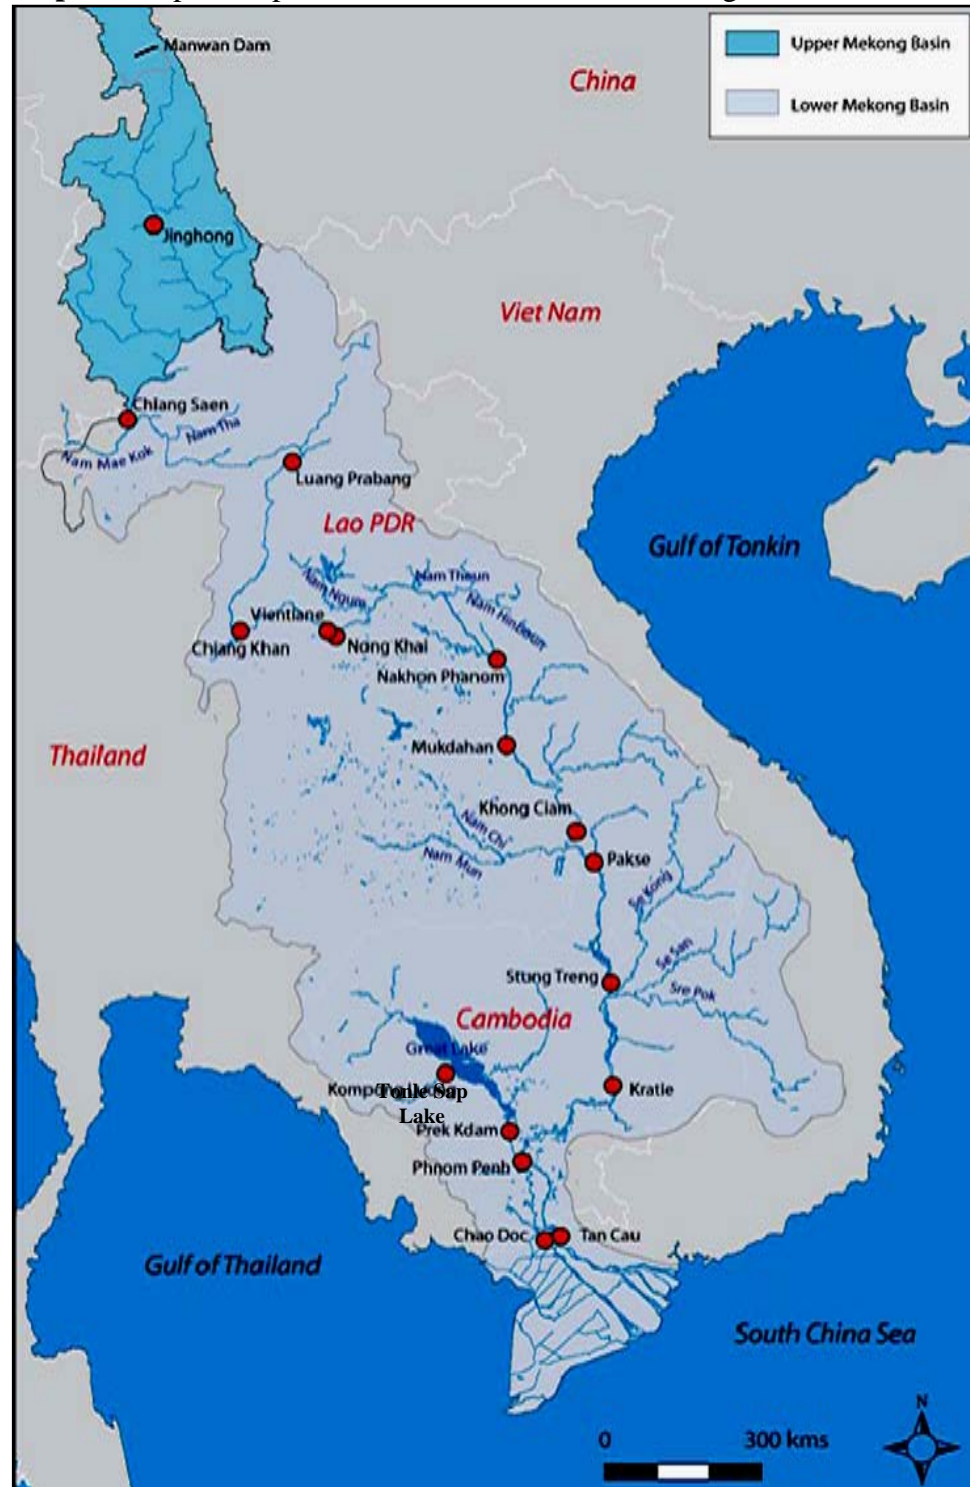 Manwan Dam
Upper Mekong Basin
China
Lower Mekong Basin
Jinghong
Viet Nam
Chiang Saen
Nam Tha
Nam Mae Kok
Luang Prabang
Lao PDR
Gulf of Tonkin
Nam Theun
Nam Ngum
Nam Hinboun
Vientiane
Chiang Khan
Nong Khai
Nakhon Phanom
Thailand
Mukdahan
Khong Ciam
Nam Chi
Nam Mun
Pakse
Se Kong
Se San
Stung Treng
Sre Pok
Cambodia
Great Lake
Tonle Sap
Lake
Kratie
Prek Kdam
Phnom Penh
Chao Doc
Tan Cau
Gulf of Thailand
South China Sea
N
0 300 kms